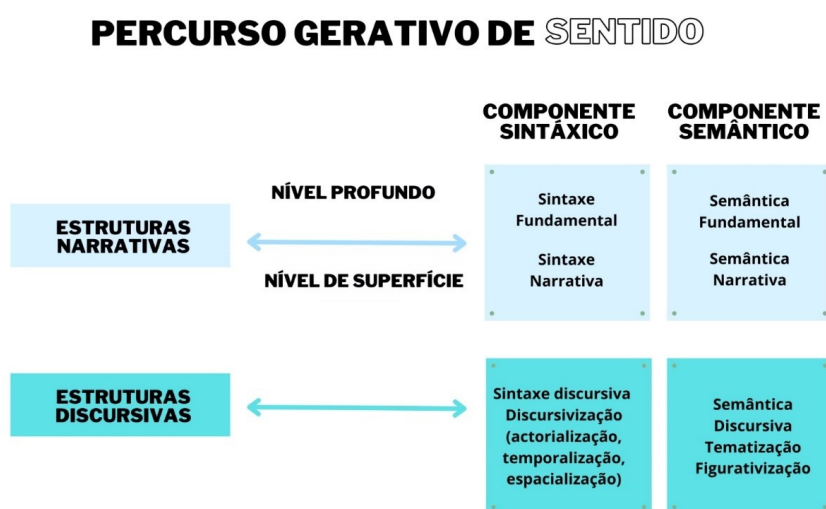 PERCURSO GERATIVO DE SENTIDO
COMPONENTE
SINTÁXICO
COMPONENTE
SEMÂNTICO
ESTRUTURAS
NARRATIVAS
NÍVEL PROFUNDO
NÍVEL DE SUPERFÍCIE
Sintaxe
Fundamental
Sintaxe
Narrativa
Semântica
Fundamental
Semântica
Narrativa
ESTRUTURAS
DISCURSIVAS
Sintaxe discursiva
Discursivização
(actorialização,
temporalização,
espacialização)
Semântica
Discursiva
Tematização
Figurativização